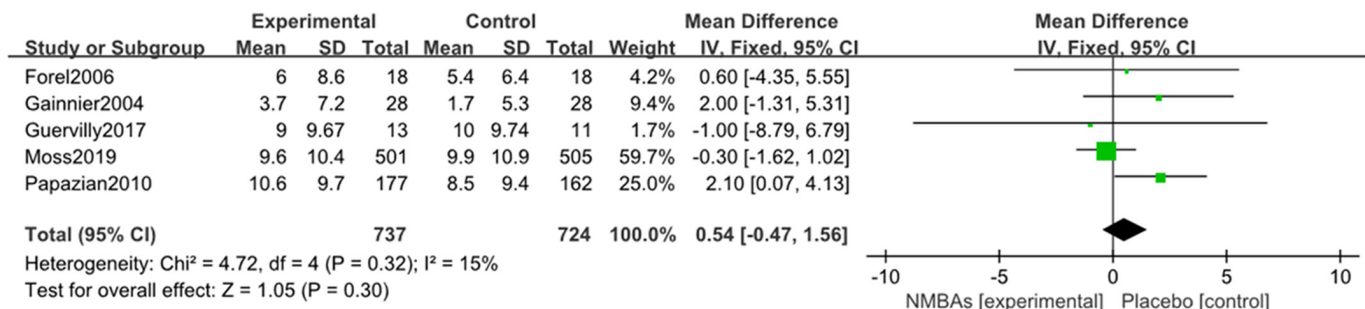 Experimental Control Mean Difference Mean Difference
Study or Subgroup Mean SD Total Mean SD Total Weight IV, Fixed, 95% CI IV, Fixed, 95% CI
Forel2006 6 8.6 18 5.4 6.4 18 4.2% 0.60 [-4.35, 5.55]
Gainnier2004 3.7 7.2 28 1.7 5.3 28 9.4% 2.00 [-1.31, 5.31]
Guervilly2017 9 9.67 13 10 9.74 11 1.7% -1.00 [-8.79, 6.79]
Moss2019 9.6 10.4 501 9.9 10.9 505 59.7% -0.30 [-1.62, 1.02]
Papazian2010 10.6 9.7 177 8.5 9.4 162 25.0% 2.10 [0.07, 4.13]
Total (95% CI) 737 724 100.0% 0.54 [-0.47, 1.56]
Heterogeneity: Chi² = 4.72, df = 4 (P = 0.32); I² = 15%
Test for overall effect: Z = 1.05 (P = 0.30)
-10 -5 0 5 10
NMBAs [experimental] Placebo [control]